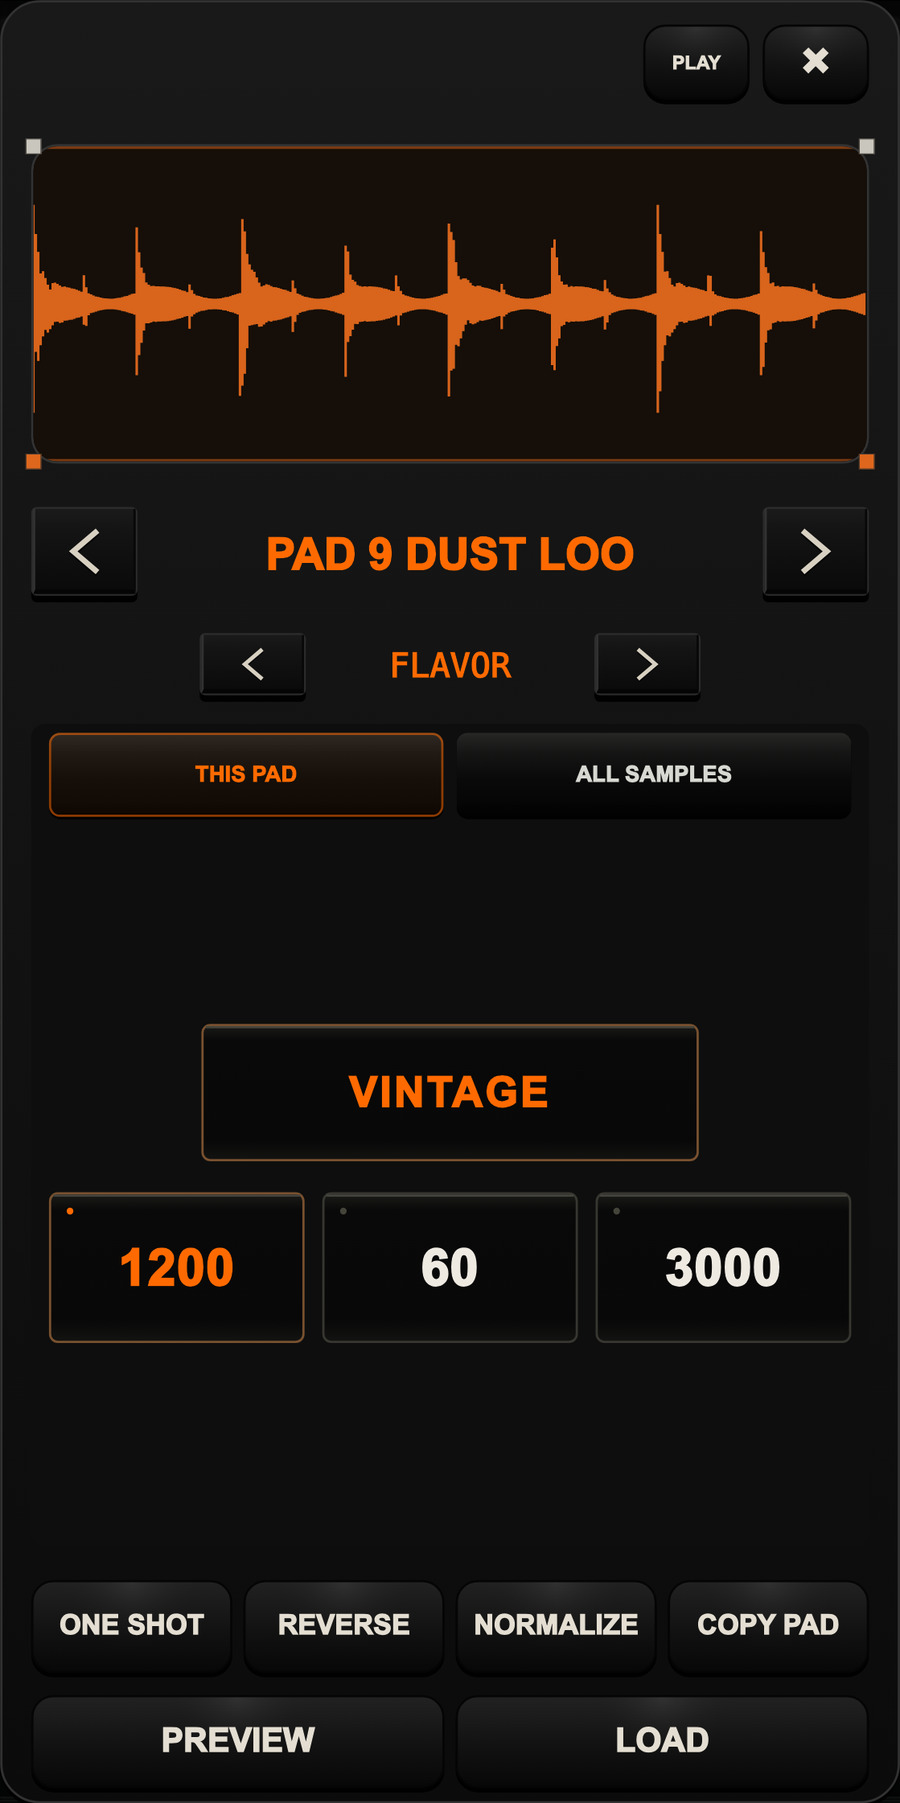 PLAY ✖
PAD 9 DUST LOO
FLAVOR
THIS PAD ALL SAMPLES
VINTAGE
1200 60 3000
ONE SHOT REVERSE NORMALIZE COPY PAD
PREVIEW LOAD